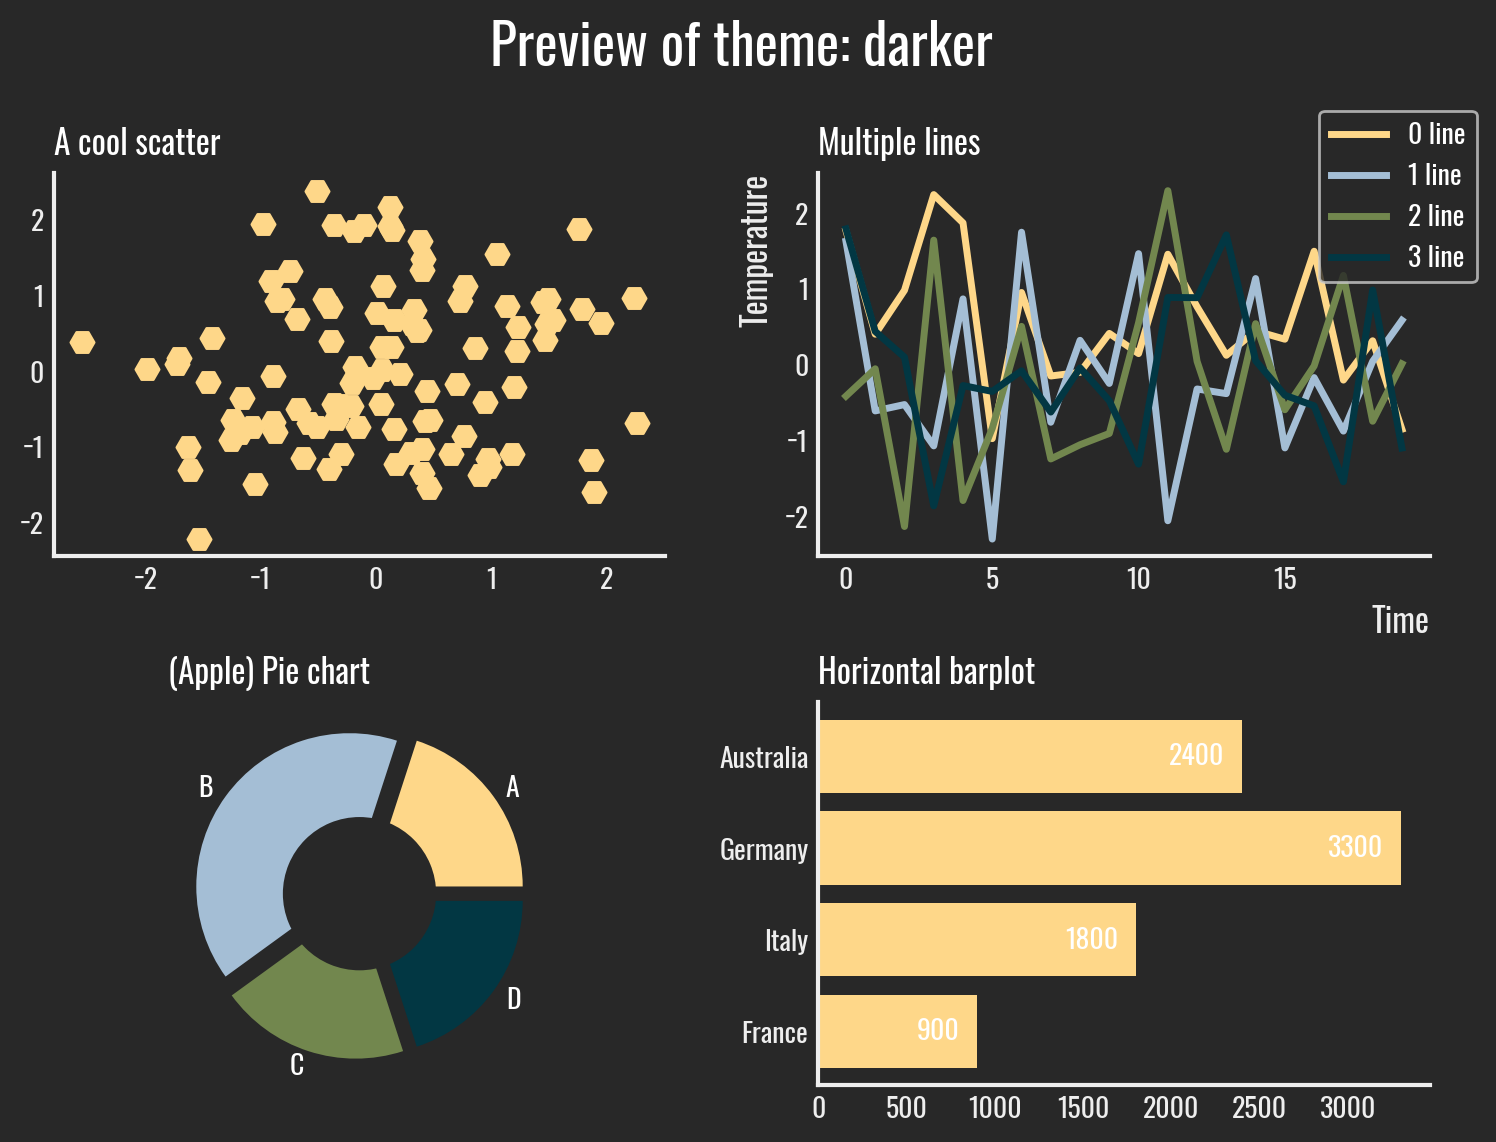 Preview of theme: darker
A cool scatter
2
1
0
−1
−2
−2 −1 0 1 2
Multiple lines
Temperature
2
1
0
−1
−2
0 5 10 15
Time
0 line
1 line
2 line
3 line
(Apple) Pie chart
A
B
C
D
Horizontal barplot
Australia 2400
Germany 3300
Italy 1800
France 900
0 500 1000 1500 2000 2500 3000